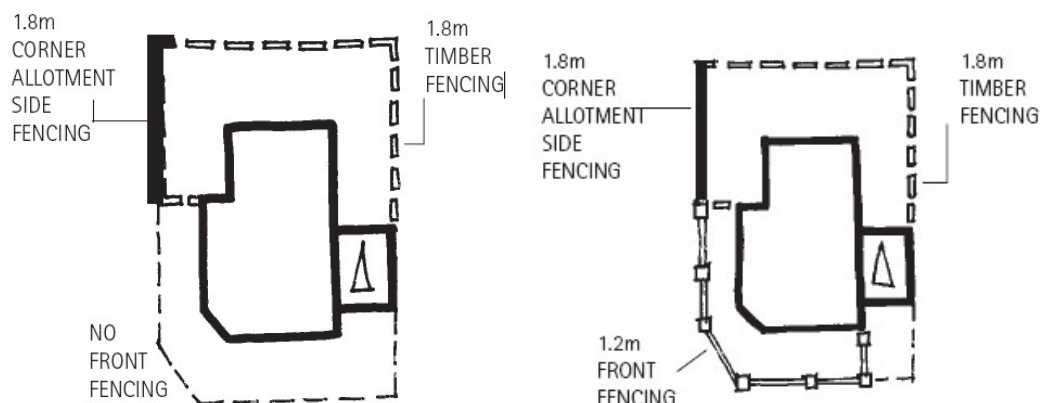 1.8m
CORNER
ALLOTMENT
SIDE
FENCING
1.8m
TIMBER
FENCING
NO
FRONT
FENCING
1.8m
CORNER
ALLOTMENT
SIDE
FENCING
1.8m
TIMBER
FENCING
1.2m
FRONT
FENCING